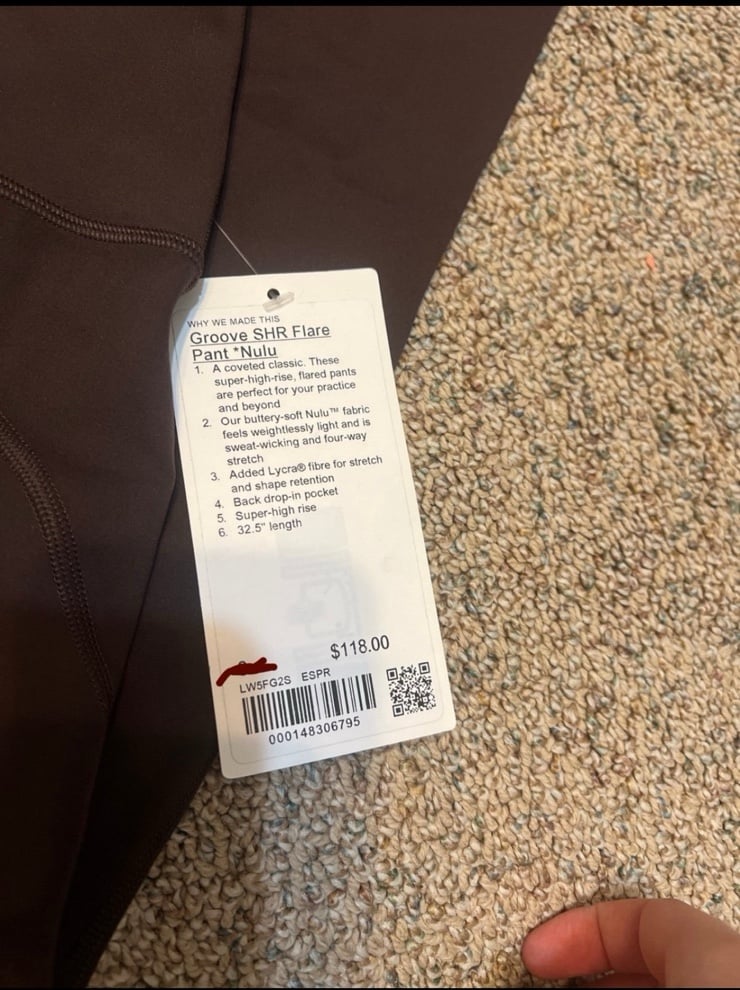 WHY WE MADE THIS
Groove SHR Flare
Pant *Nulu
1. A coveted classic. These
super-high-rise, flared pants
are perfect for your practice
and beyond
2. Our buttery-soft Nulu™ fabric
feels weightlessly light and is
sweat-wicking and four-way
stretch
3. Added Lycra® fibre for stretch
and shape retention
4. Back drop-in pocket
5. Super-high rise
6. 32.5" length
$118.00
LW5FG2S ESPR
000148306795